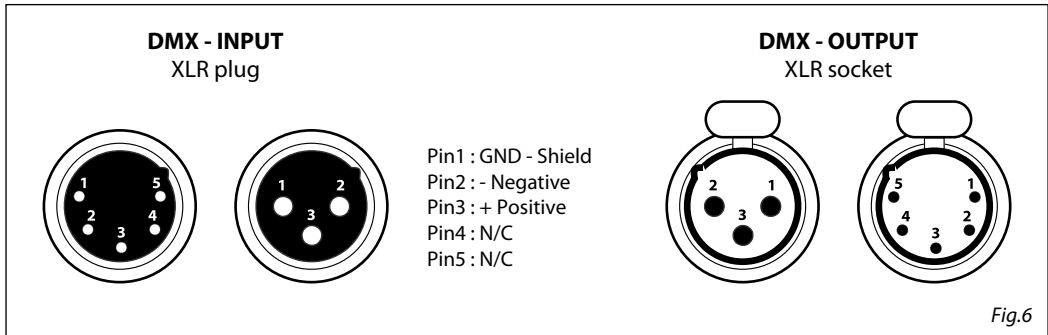 DMX - INPUT
XLR plug
1
5
2
4
3
1
2
3
Pin1 : GND - Shield
Pin2 : - Negative
Pin3 : + Positive
Pin4 : N/C
Pin5 : N/C
DMX - OUTPUT
XLR socket
2
1
3
5
1
4
2
3
Fig.6